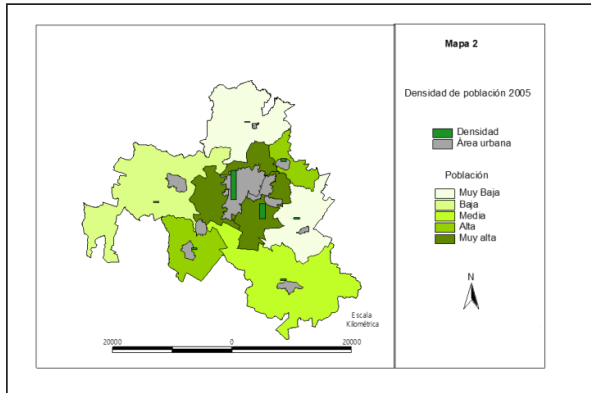 Mapa 2
Densidad de población 2005
Densidad
Área urbana
Población
Muy Baja
Baja
Media
Alta
Muy alta
N
Escala
Kilométrica
20000 0 20000